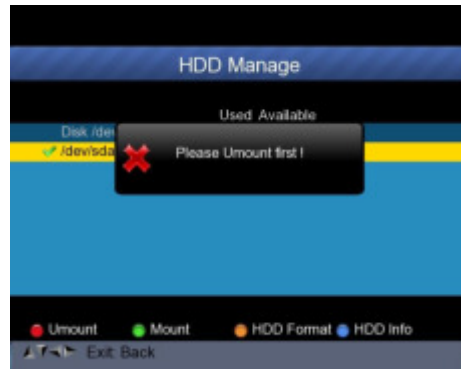 HDD Manage
Used Available
Disk /dev
/dev/sda
Please Umount first !
Umount Mount HDD Format HDD Info
Exit: Back